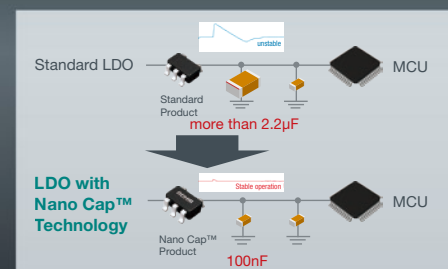 unstable
Standard LDO
MCU
Standard
Product
more than 2.2µF
LDO with
Nano Cap™
Technology
Stable operation
MCU
Nano Cap™
Product
100nF